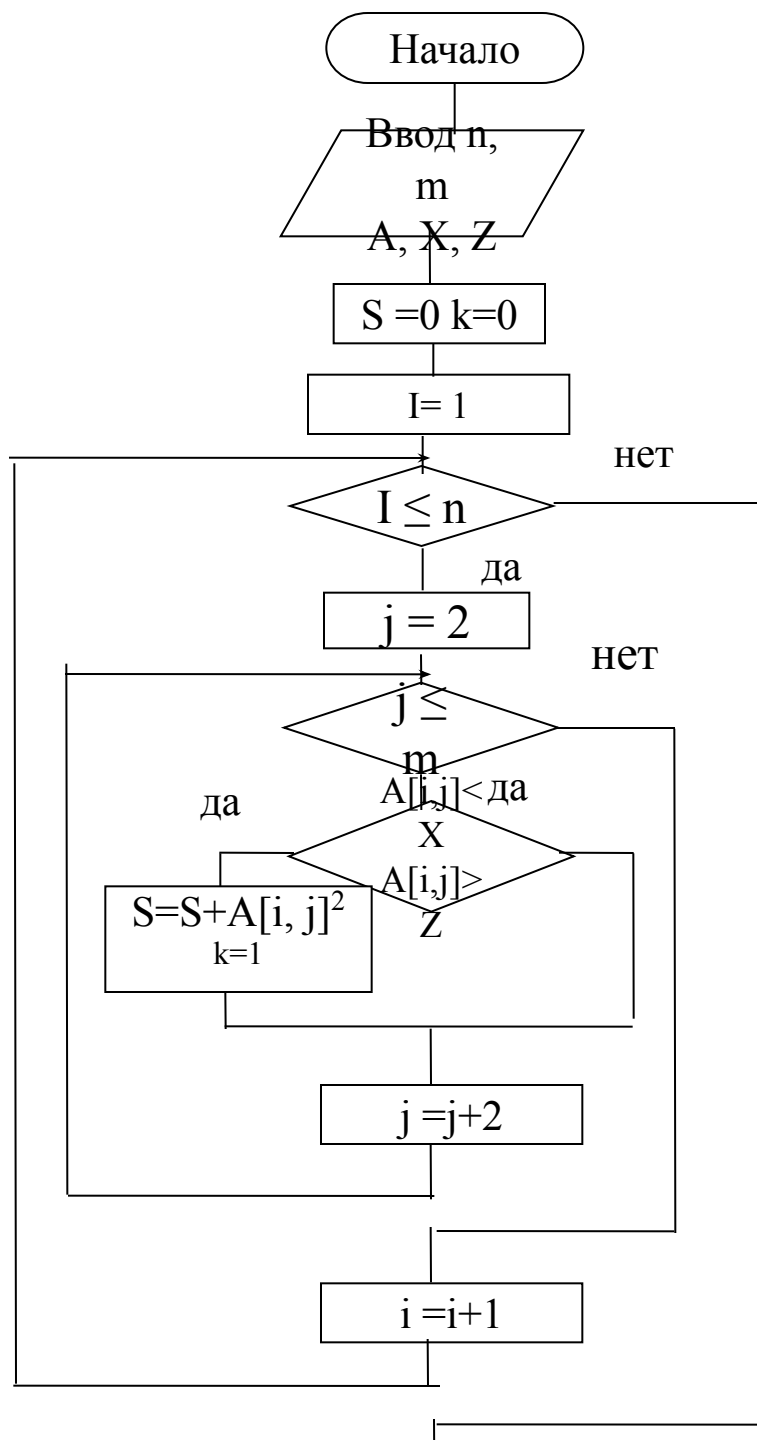 Начало
Ввод n,
m
A, X, Z
S =0 k=0
I= 1
нет
I ≤ n
да
j = 2
нет
j ≤
m
да
A[i,j]<
да
X
A[i,j]>
Z
S=S+A[i, j]²
k=1
j =j+2
i =i+1